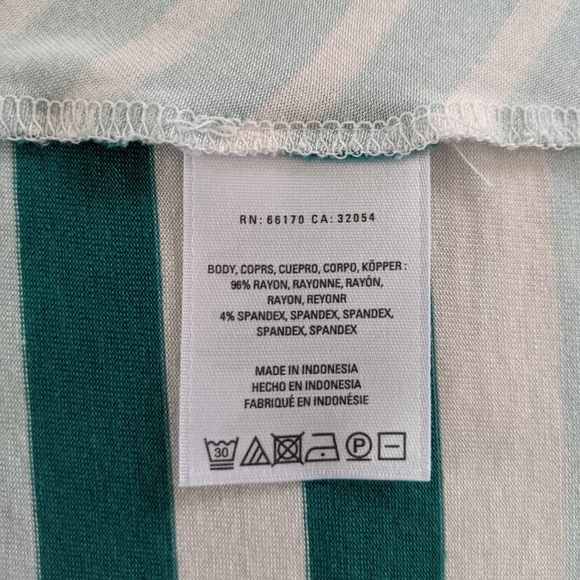 RN: 66170 CA: 32054
BODY, COPRS, CUEPRO, CORPO, KÖPPER :
96% RAYON, RAYONNE, RAYÓN,
RAYON, REYONR
4% SPANDEX, SPANDEX, SPANDEX,
SPANDEX, SPANDEX
MADE IN INDONESIA
HECHO EN INDONESIA
FABRIQUÉ EN INDONÉSIE
30 P